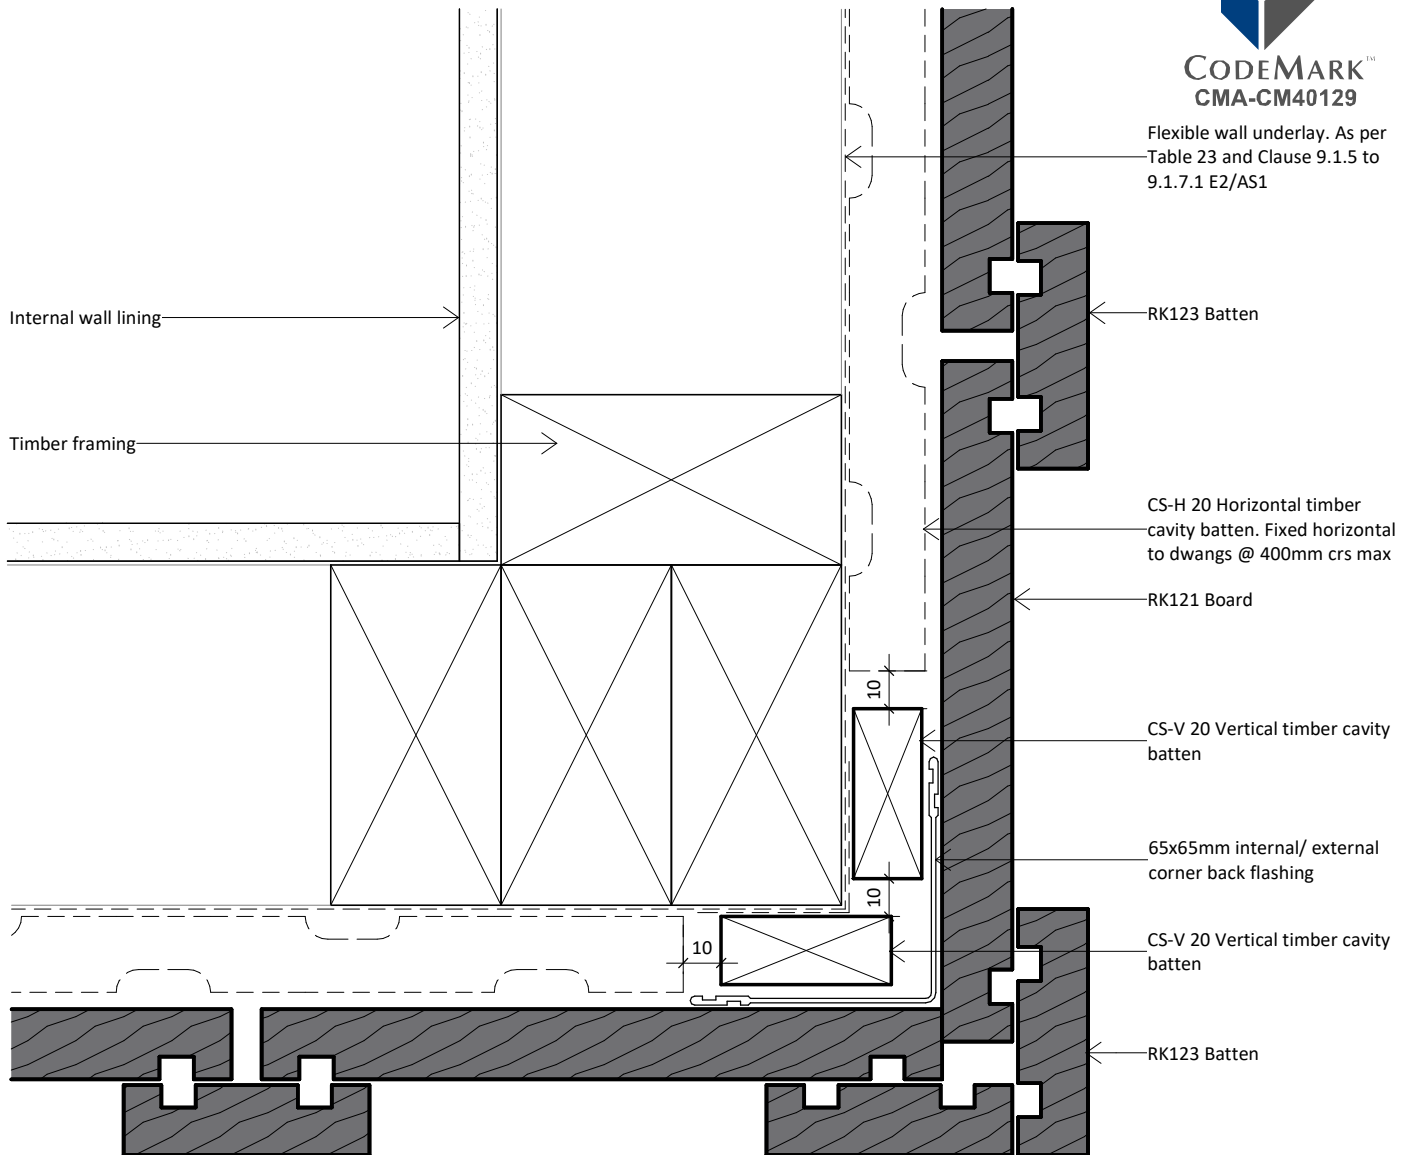 CODEMARK™
CMA-CM40129
Flexible wall underlay. As per
Table 23 and Clause 9.1.5 to
9.1.7.1 E2/AS1
Internal wall lining
RK123 Batten
Timber framing
CS-H 20 Horizontal timber
cavity batten. Fixed horizontal
to dwangs @ 400mm crs max
RK121 Board
10
CS-V 20 Vertical timber cavity
batten
65x65mm internal/ external
corner back flashing
10
10
CS-V 20 Vertical timber cavity
batten
RK123 Batten